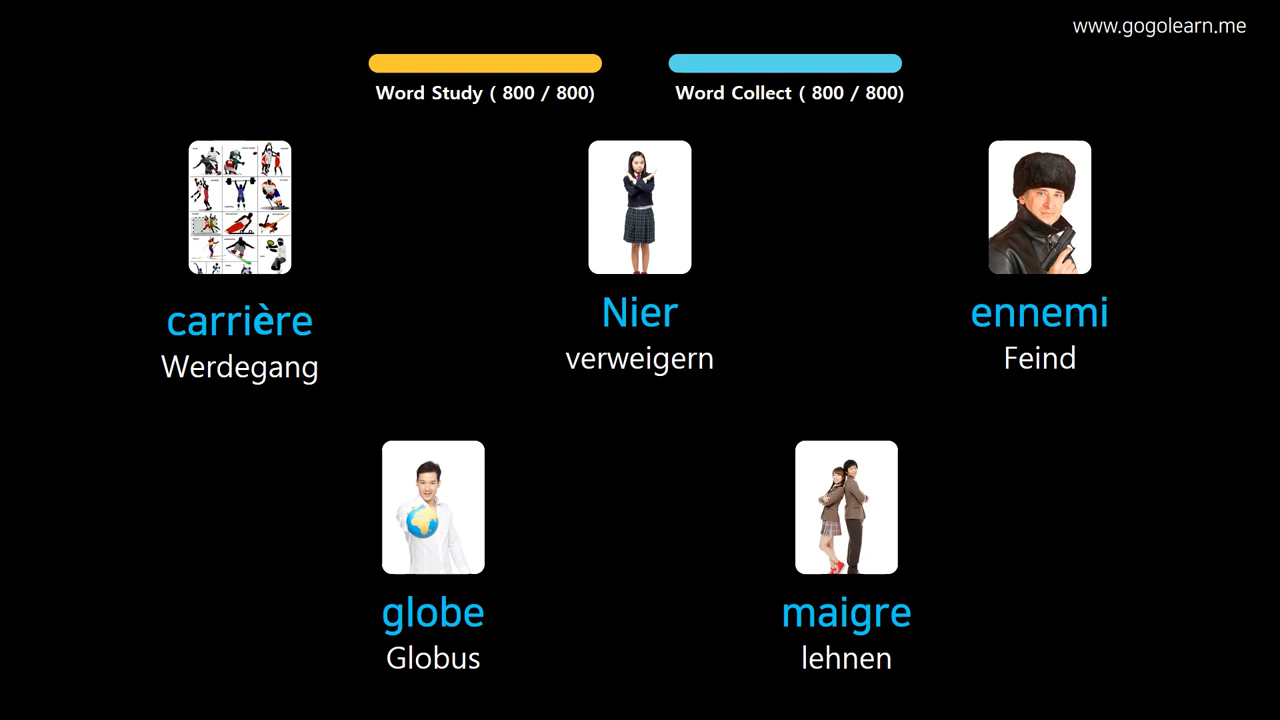 www.gogolearn.me
Word Study ( 800 / 800)
Word Collect ( 800 / 800)
carrière
Werdegang
Nier
verweigern
ennemi
Feind
globe
Globus
maigre
lehnen